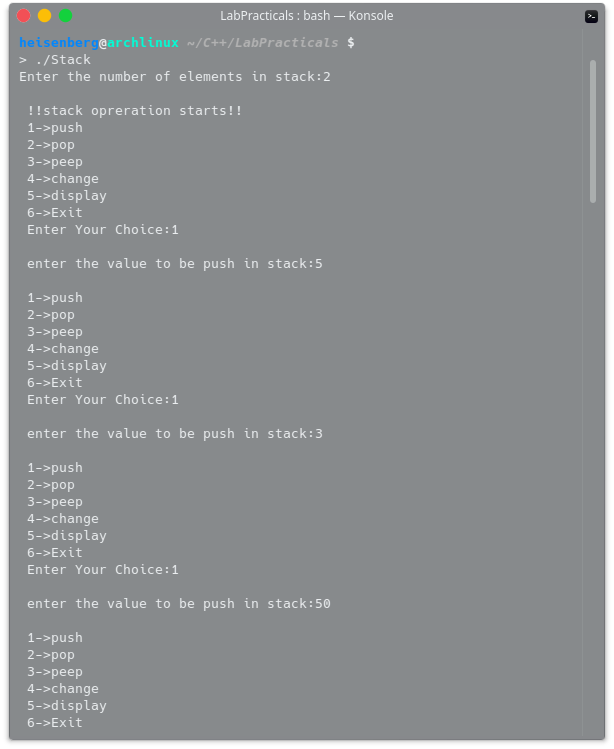 LabPracticals : bash — Konsole
heisenberg@archlinux ~/C++/LabPracticals $
> ./Stack
Enter the number of elements in stack:2
!!stack opreration starts!!
1->push
2->pop
3->peep
4->change
5->display
6->Exit
Enter Your Choice:1
enter the value to be push in stack:5
1->push
2->pop
3->peep
4->change
5->display
6->Exit
Enter Your Choice:1
enter the value to be push in stack:3
1->push
2->pop
3->peep
4->change
5->display
6->Exit
Enter Your Choice:1
enter the value to be push in stack:50
1->push
2->pop
3->peep
4->change
5->display
6->Exit